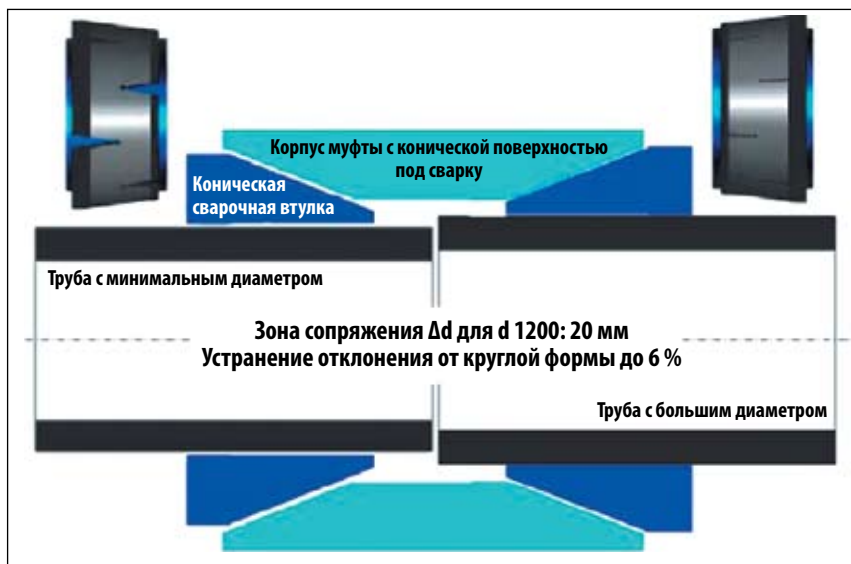 Корпус муфты с конической поверхностью
под сварку
Коническая
сварочная втулка
Труба с минимальным диаметром
Зона сопряжения Δd для d 1200: 20 мм
Устранение отклонения от круглой формы до 6 %
Труба с большим диаметром